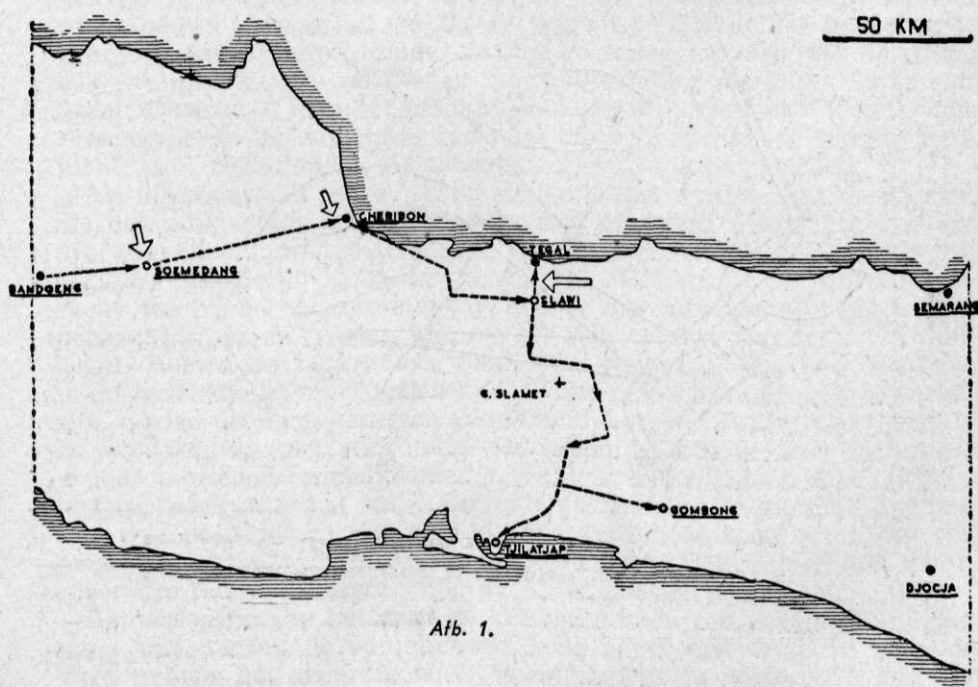 50 KM
CHERIBON
TEGAL
SOEMEDANG
BANDOENG
SLAWI
SEMARANG
G. SLAMET
GOMBONG
TJILATJAP
DJOCJA
Afb. 1.